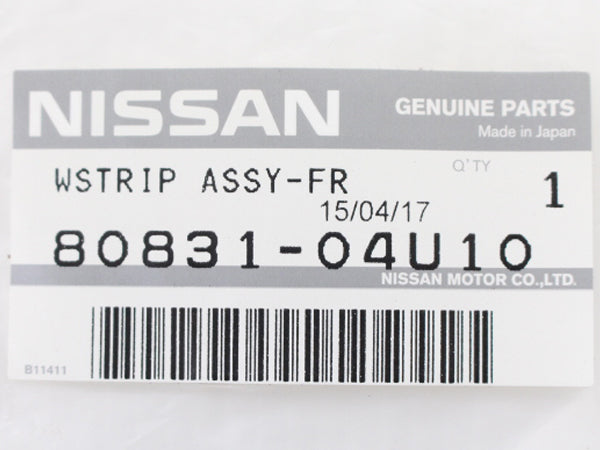 NISSAN
GENUINE PARTS
Made in Japan
WSTRIP ASSY-FR
Q'TY 1
15/04/17
80831-04U10
NISSAN MOTOR CO.,LTD.
B11411